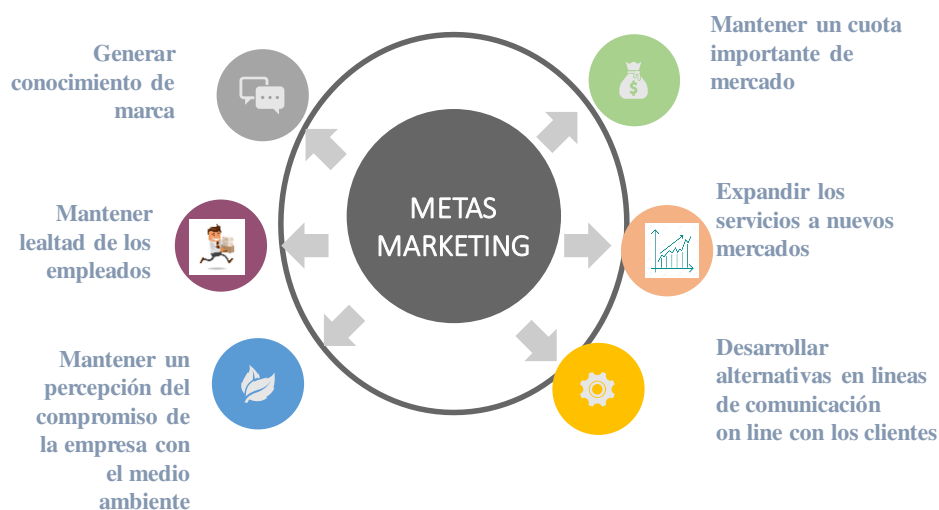 Generar
conocimiento de
marca
Mantener un cuota
importante de
mercado
METAS
MARKETING
Mantener
lealtad de los
empleados
Expandir los
servicios a nuevos
mercados
Mantener un
percepción del
compromiso de
la empresa con
el medio
ambiente
Desarrollar
alternativas en lineas
de comunicación
on line con los clientes
$